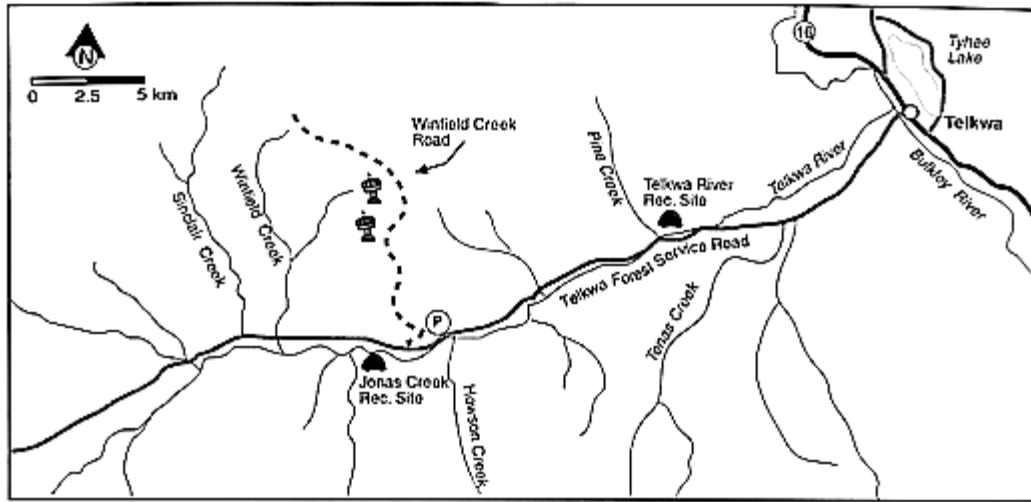 N
0 2.5 5 km
16
Tyhee
Lake
Telkwa
Bulkley River
Telkwa River
Winfield Creek
Road
Pine Creek
Telkwa River
Rec. Site
Sinclair Creek
Winfield Creek
P
Telkwa Forest Service Road
Tenas Creek
Jonas Creek
Rec. Site
Howson Creek